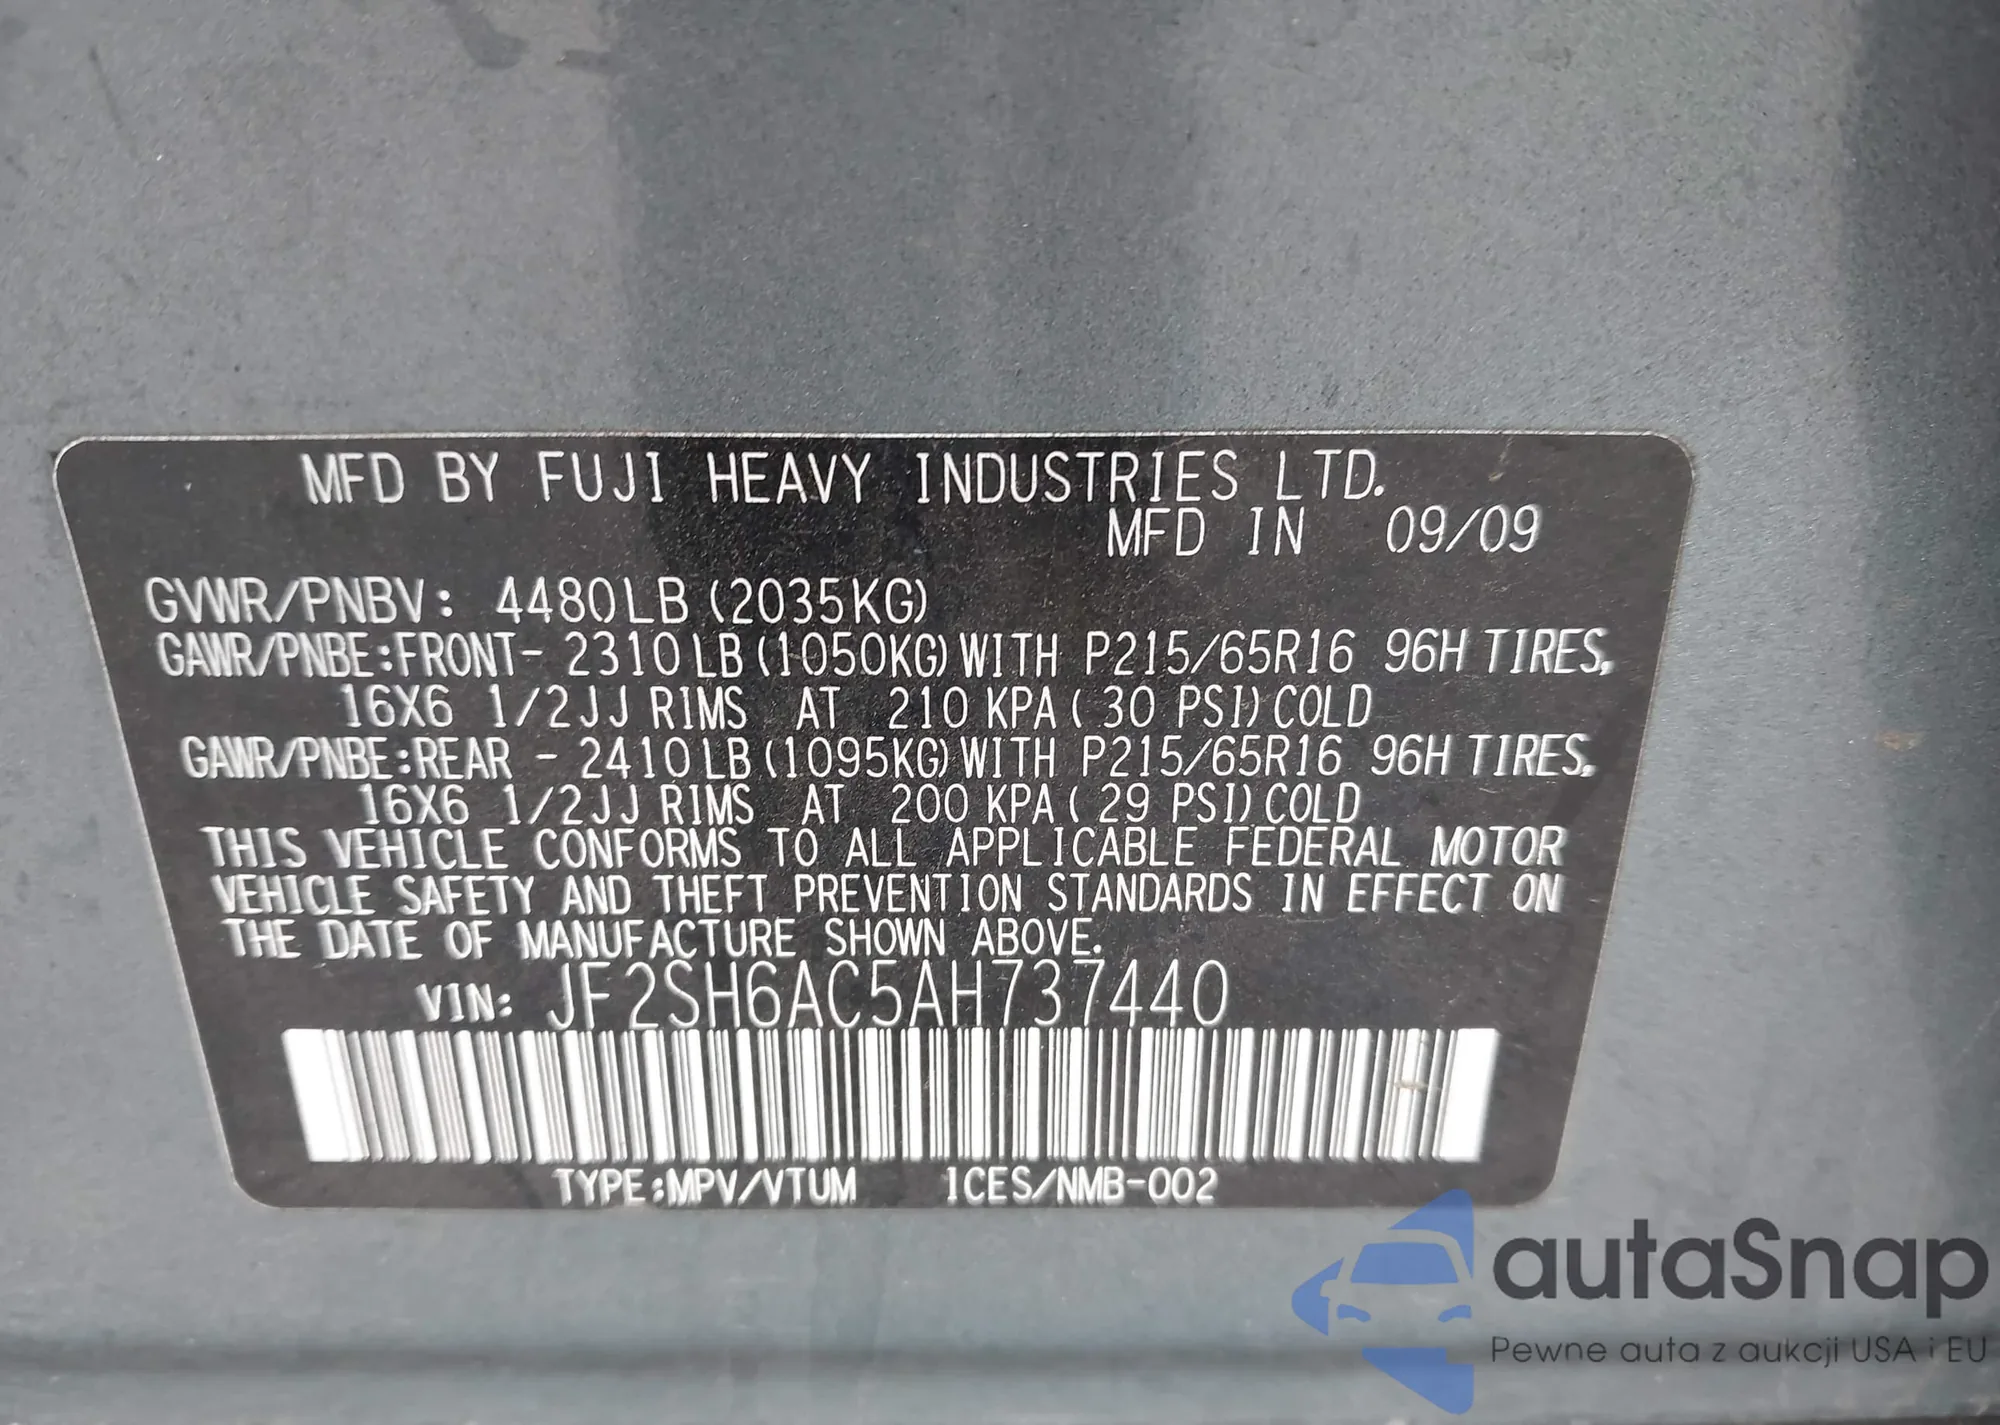 MFD BY FUJI HEAVY INDUSTRIES LTD.
MFD IN 09/09
GVWR/PNBV: 4480LB (2035KG)
GAWR/PNBE:FRONT- 2310LB(1050KG)WITH P215/65R16 96H TIRES,
16X6 1/2JJ RIMS AT 210 KPA( 30 PSI)COLD
GAWR/PNBE:REAR - 2410LB(1095KG)WITH P215/65R16 96H TIRES,
16X6 1/2JJ RIMS AT 200 KPA( 29 PSI)COLD
THIS VEHICLE CONFORMS TO ALL APPLICABLE FEDERAL MOTOR
VEHICLE SAFETY AND THEFT PREVENTION STANDARDS IN EFFECT ON
THE DATE OF MANUFACTURE SHOWN ABOVE.
VIN: JF2SH6AC5AH737440
TYPE:MPV/VTUM 1CES/NMB-002
autaSnap
Pewne auta z aukcji USA i EU